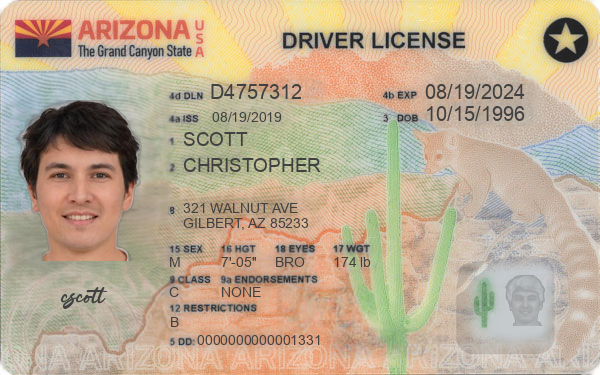 ARIZONA USA
The Grand Canyon State
DRIVER LICENSE
4d DLN D4757312 4b EXP 08/19/2024
4a ISS 08/19/2019 3 DOB 10/15/1996
1 SCOTT
2 CHRISTOPHER
8 321 WALNUT AVE
GILBERT, AZ 85233
15 SEX 16 HGT 18 EYES 17 WGT
M 7'-05" BRO 174 lb
9 CLASS 9a ENDORSEMENTS
C NONE
12 RESTRICTIONS
B
cscott
5 DD: 0000000000001331
ARIZONA ARIZONA ARIZONA ARIZONA